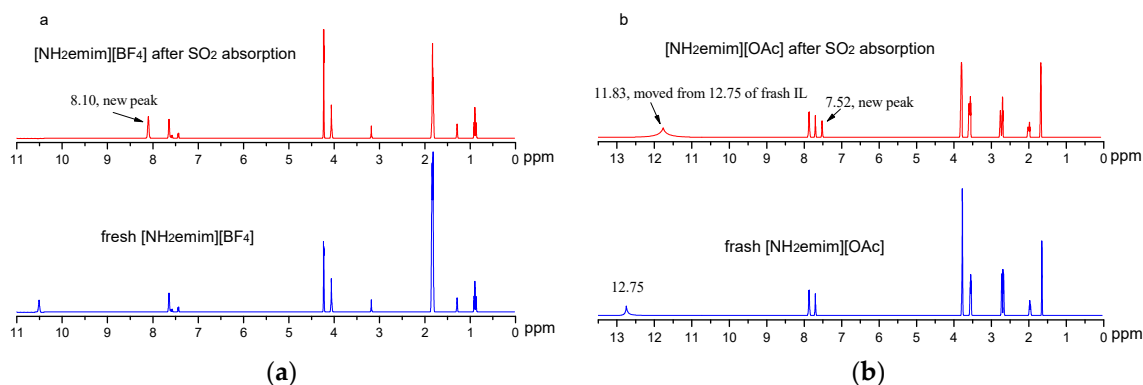 a
[NH2emim][BF4] after SO2 absorption
8.10, new peak
11 10 9 8 7 6 5 4 3 2 1 0 ppm
fresh [NH2emim][BF4]
11 10 9 8 7 6 5 4 3 2 1 0 ppm
(a)
b
[NH2emim][OAc] after SO2 absorption
11.83, moved from 12.75 of frash IL
7.52, new peak
13 12 11 10 9 8 7 6 5 4 3 2 1 0 ppm
frash [NH2emim][OAc]
12.75
13 12 11 10 9 8 7 6 5 4 3 2 1 0 ppm
(b)